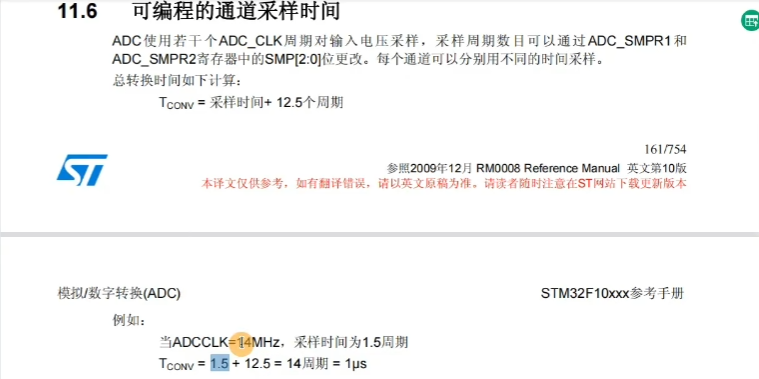 11.6 可编程的通道采样时间
ADC使用若干个ADC_CLK周期对输入电压采样，采样周期数目可以通过ADC_SMPR1和
ADC_SMPR2寄存器中的SMP[2:0]位更改。每个通道可以分别用不同的时间采样。
总转换时间如下计算：
TCONV = 采样时间+ 12.5个周期
161/754
参照2009年12月 RM0008 Reference Manual 英文第10版
本译文仅供参考，如有翻译错误，请以英文原稿为准。请读者随时注意在ST网站下载更新版本
ST
模拟/数字转换(ADC) STM32F10xxx参考手册
例如：
当ADCCLK=14MHz，采样时间为1.5周期
TCONV = 1.5 + 12.5 = 14周期 = 1μs